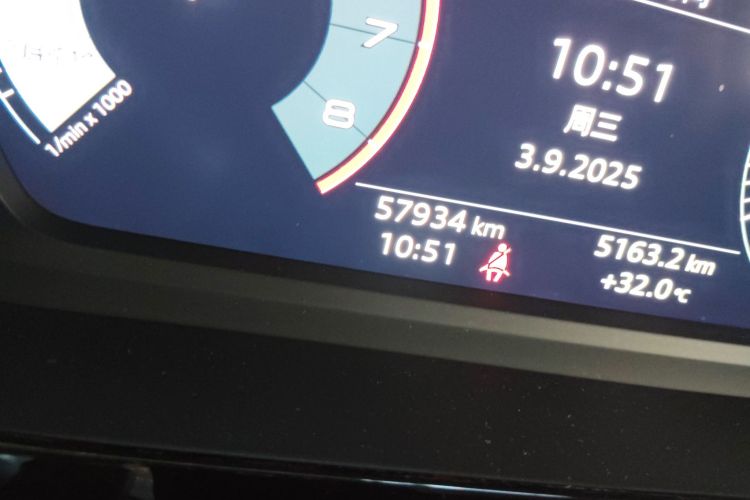 7
10:51
8
1/min x 1000
周三
3.9.2025
57934 km
5163.2 km
10:51
+32.0 °C